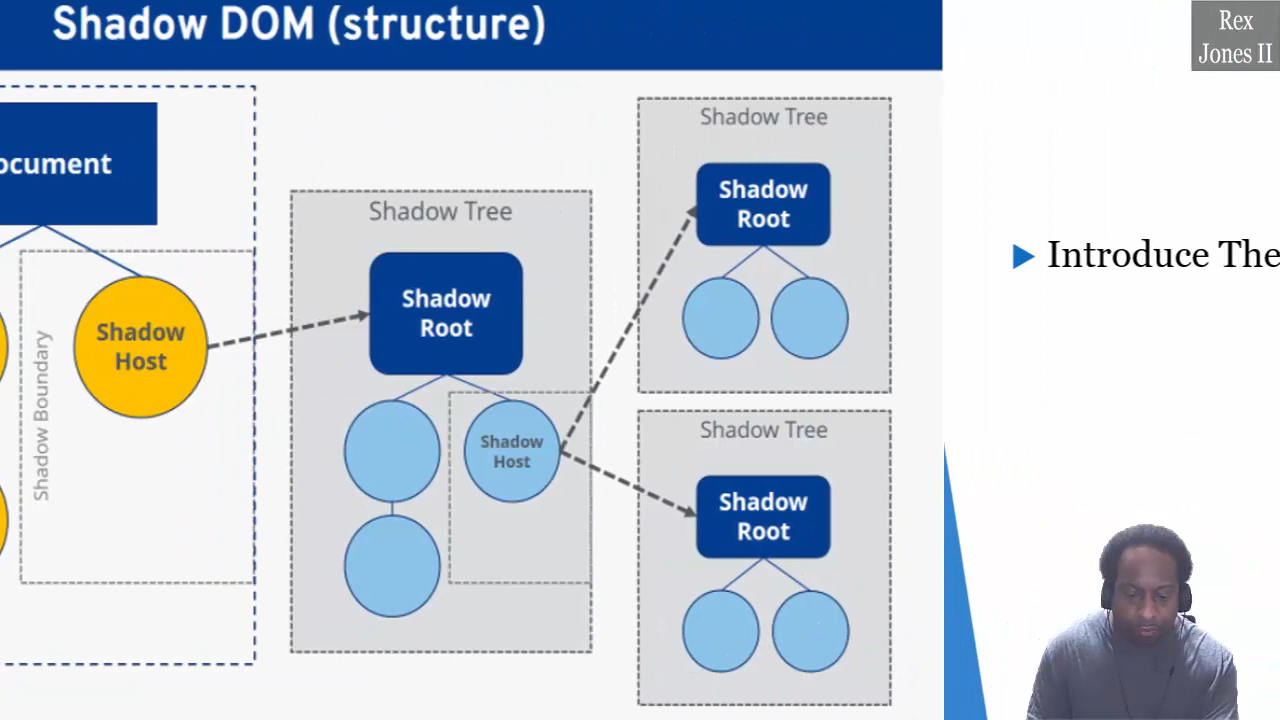 Shadow DOM (structure)
Rex
Jones II
ocument
Shadow
Host
Shadow Boundary
Shadow Tree
Shadow
Root
Shadow
Host
Shadow Tree
Shadow
Root
Shadow Tree
Shadow
Root
Introduce The